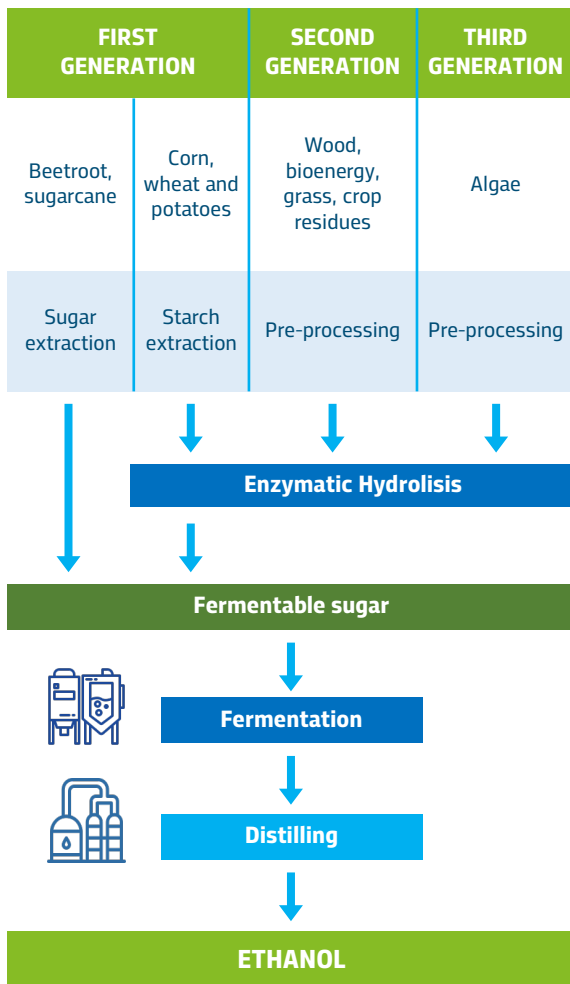 FIRST
GENERATION
SECOND
GENERATION
THIRD
GENERATION
Beetroot,
sugarcane
Corn,
wheat and
potatoes
Wood,
bioenergy,
grass, crop
residues
Algae
Sugar
extraction
Starch
extraction
Pre-processing
Pre-processing
Enzymatic Hydrolisis
Fermentable sugar
Fermentation
Distilling
ETHANOL